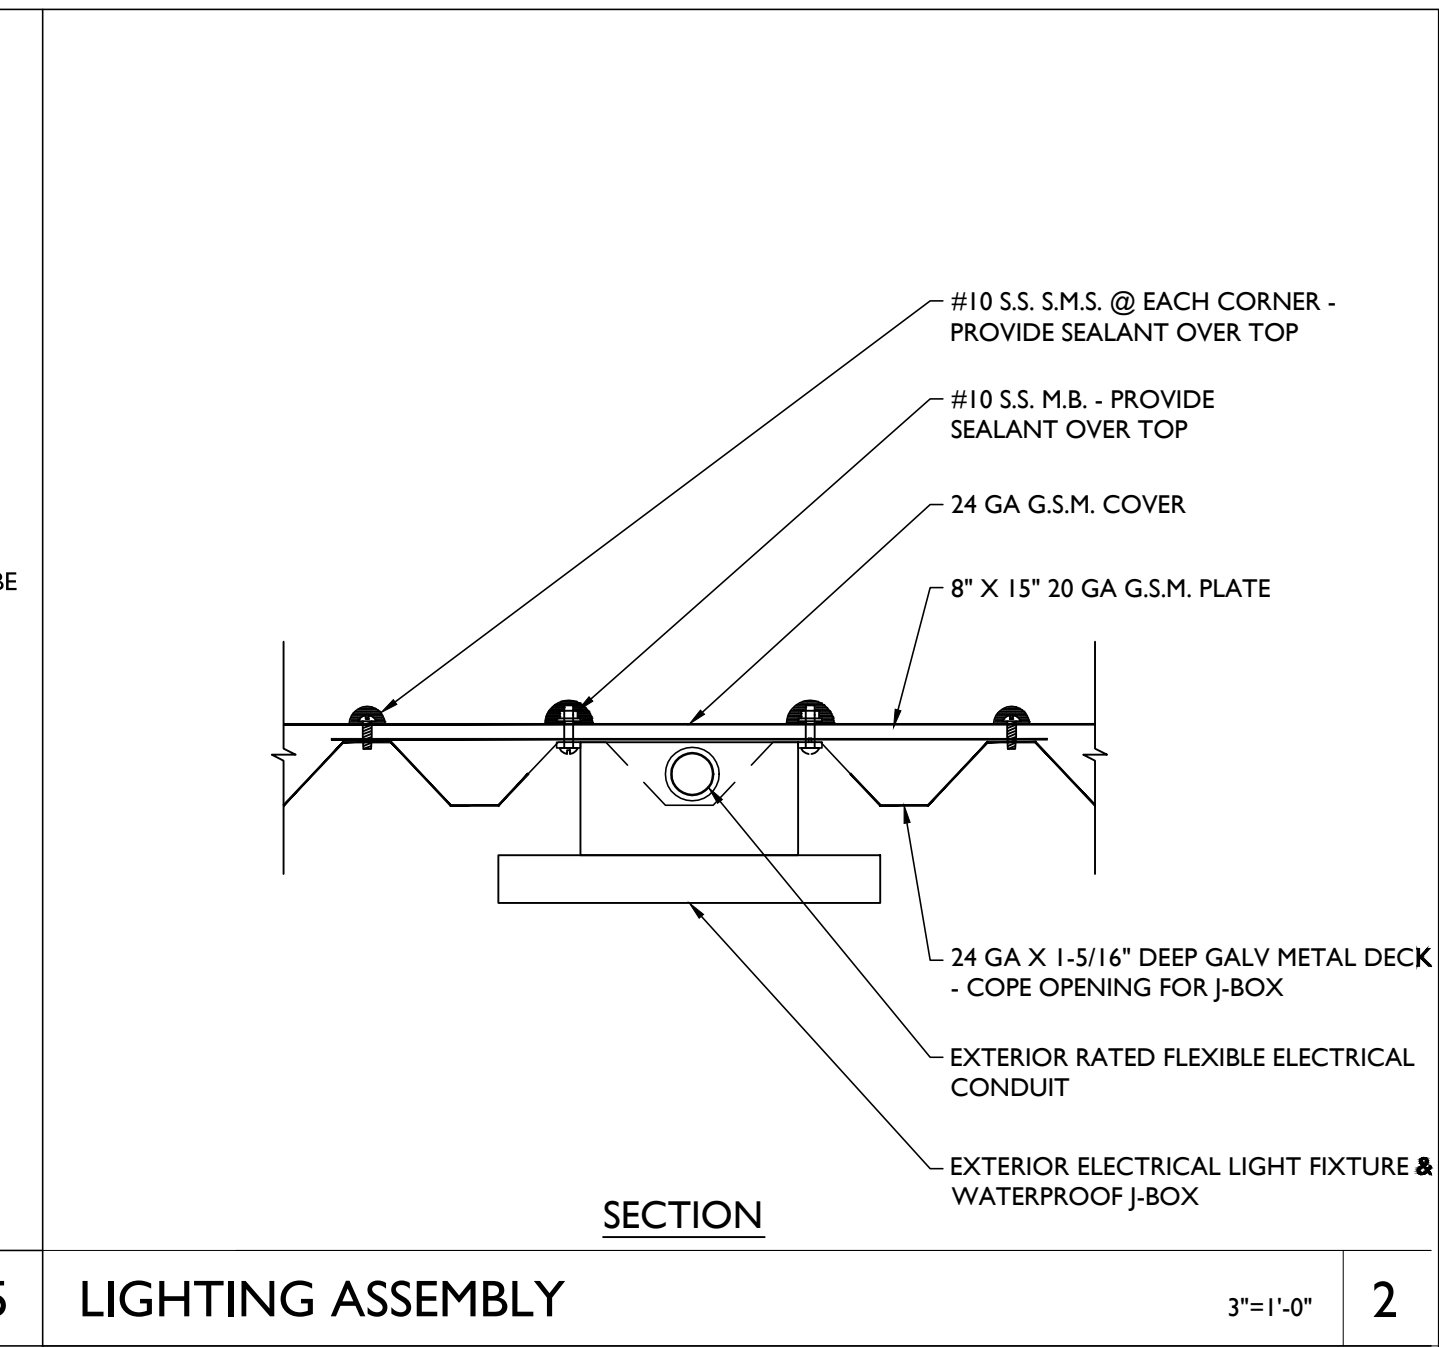 #10 S.S. S.M.S. @ EACH CORNER -
PROVIDE SEALANT OVER TOP
#10 S.S. M.B. - PROVIDE
SEALANT OVER TOP
24 GA G.S.M. COVER
BE
8" X 15" 20 GA G.S.M. PLATE
24 GA X 1-5/16" DEEP GALV METAL DECK
- COPE OPENING FOR J-BOX
EXTERIOR RATED FLEXIBLE ELECTRICAL
CONDUIT
EXTERIOR ELECTRICAL LIGHT FIXTURE &
WATERPROOF J-BOX
SECTION
LIGHTING ASSEMBLY
3"=1'-0"
2